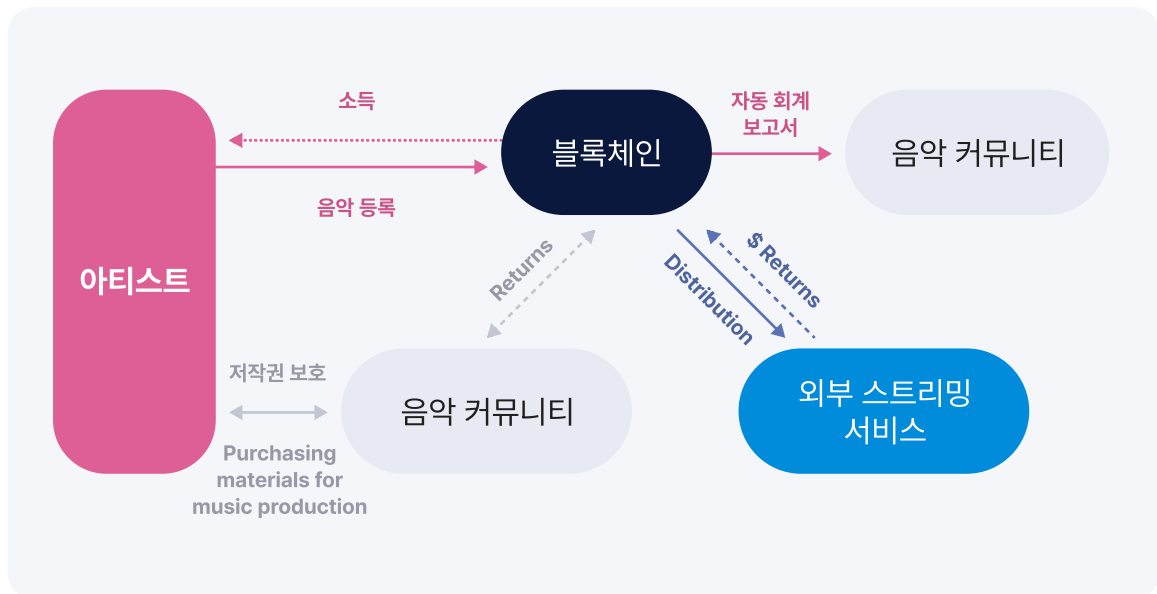 소득
자동 회계
보고서
블록체인
음악 커뮤니티
음악 등록
아티스트
Returns
$ Returns
Distribution
저작권 보호
음악 커뮤니티
외부 스트리밍
서비스
Purchasing
materials for
music production